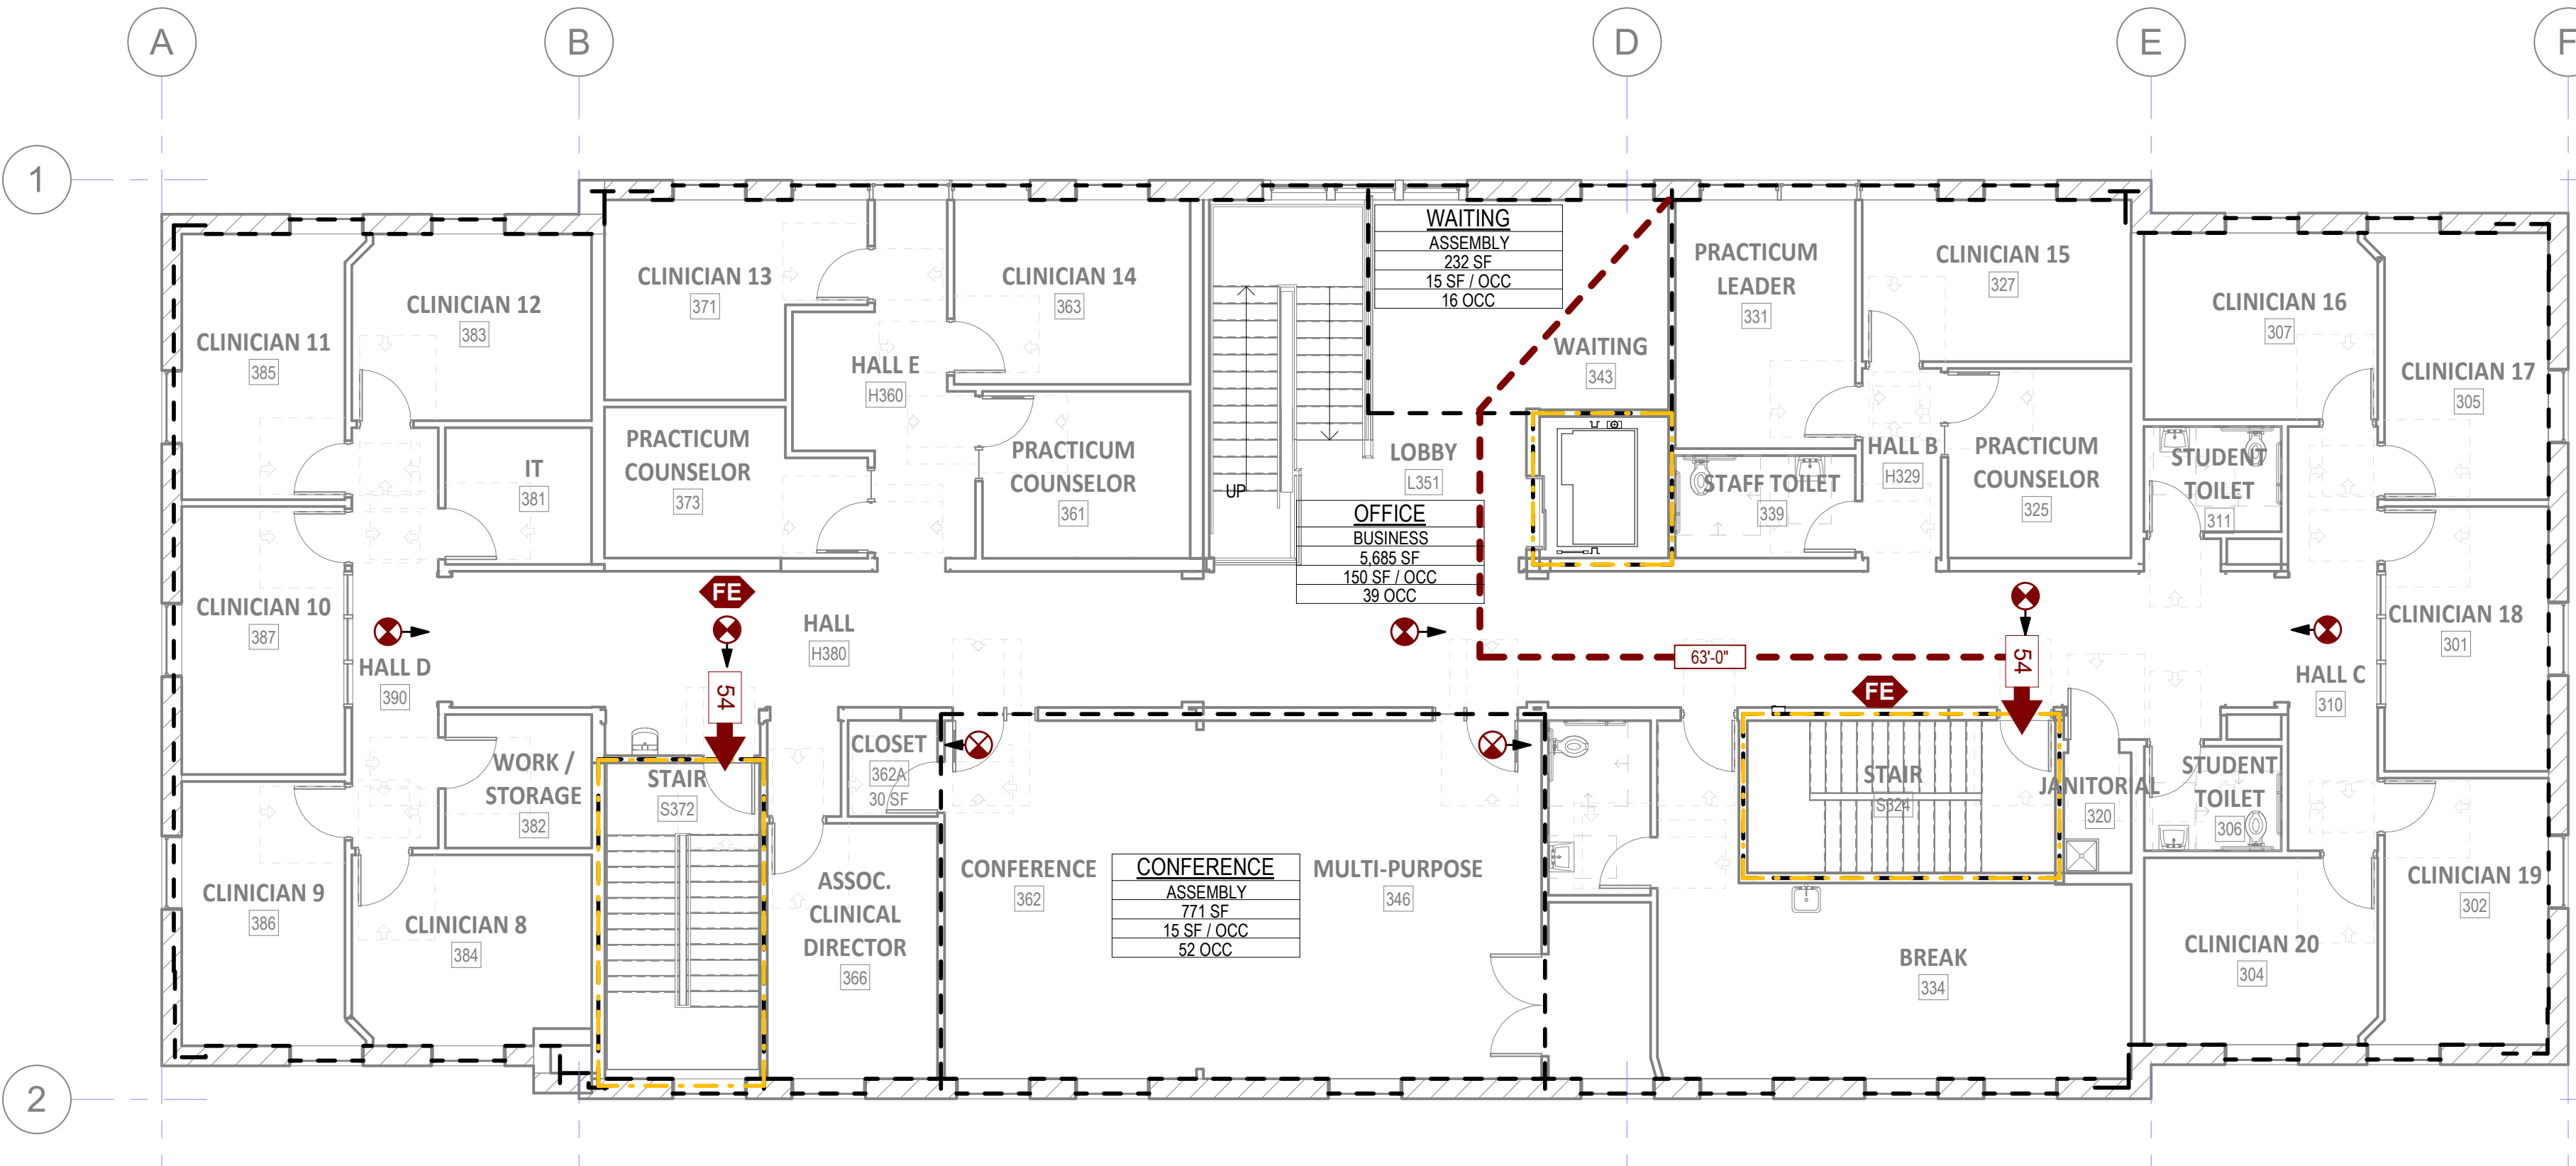 A
B
D
E
F
1
2
WAITING
ASSEMBLY
232 SF
15 SF / OCC
16 OCC
CLINICIAN 11
385
CLINICIAN 12
383
CLINICIAN 13
371
HALL E
H360
CLINICIAN 14
363
WAITING
343
PRACTICUM
LEADER
331
CLINICIAN 15
327
CLINICIAN 16
307
CLINICIAN 17
305
IT
381
PRACTICUM
COUNSELOR
373
PRACTICUM
COUNSELOR
361
UP
LOBBY
L351
STAFF TOILET
339
HALL B
H329
PRACTICUM
COUNSELOR
325
STUDENT
TOILET
311
OFFICE
BUSINESS
5,685 SF
150 SF / OCC
39 OCC
CLINICIAN 10
387
HALL D
390
FE
54
HALL
H380
63'-0"
54
FE
HALL C
310
CLINICIAN 18
301
WORK /
STORAGE
382
STAIR
S372
CLOSET
362A
30 SF
STAIR
S324
JANITORIAL
320
STUDENT
TOILET
306
CLINICIAN 9
386
CLINICIAN 8
384
ASSOC.
CLINICAL
DIRECTOR
366
CONFERENCE
362
CONFERENCE
ASSEMBLY
771 SF
15 SF / OCC
52 OCC
MULTI-PURPOSE
346
BREAK
334
CLINICIAN 20
304
CLINICIAN 19
302